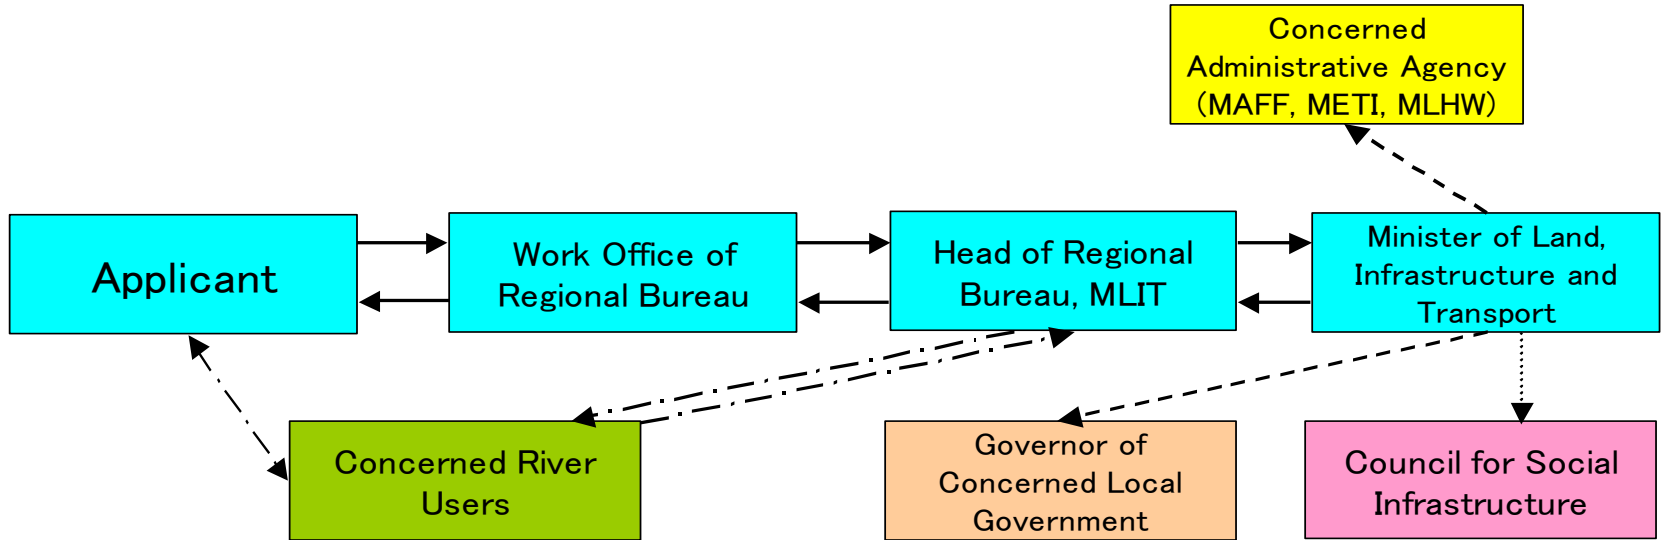 Concerned
Administrative Agency
(MAFF, METI, MLHW)
Applicant
Work Office of
Regional Bureau
Head of Regional
Bureau, MLIT
Minister of Land,
Infrastructure and
Transport
Concerned River
Users
Governor of
Concerned Local
Government
Council for Social
Infrastructure